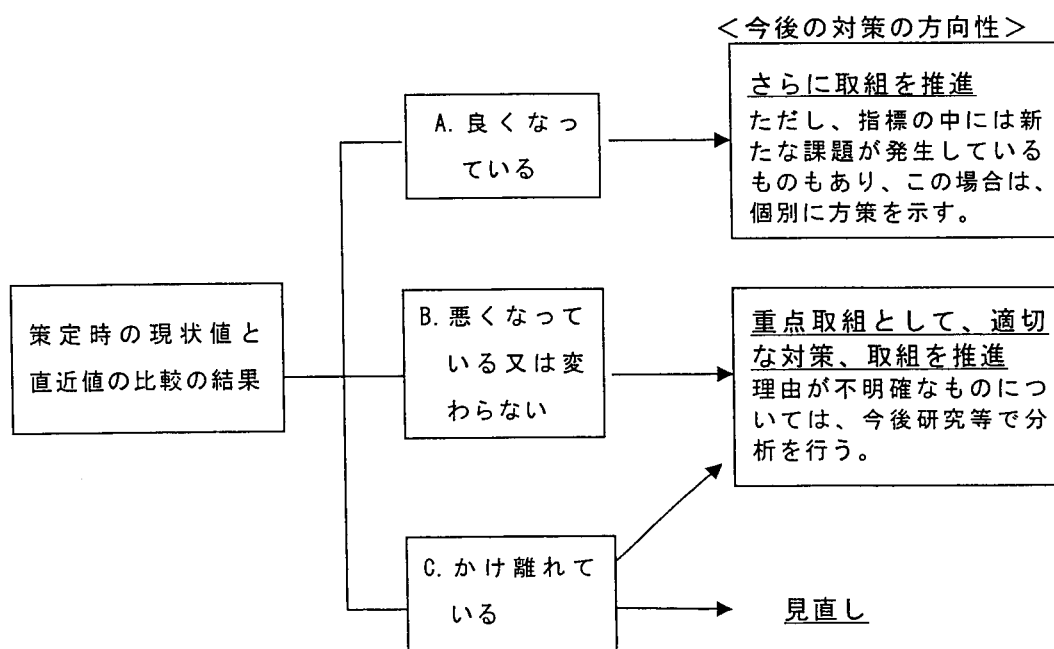 ＜今後の対策の方向性＞
A. 良くなっ
ている
さらに取組を推進
ただし、指標の中には新
たな課題が発生している
ものもあり、この場合は、
個別に方策を示す。
策定時の現状値と
直近値の比較の結果
B. 悪くなって
いる又は変
わらない
重点取組として、適切
な対策、取組を推進
理由が不明確なものにつ
いては、今後研究等で分
析を行う。
C. かけ離れて
いる
見直し